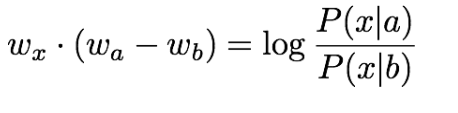 w_x · (w_a − w_b) = log P(x|a) / P(x|b)